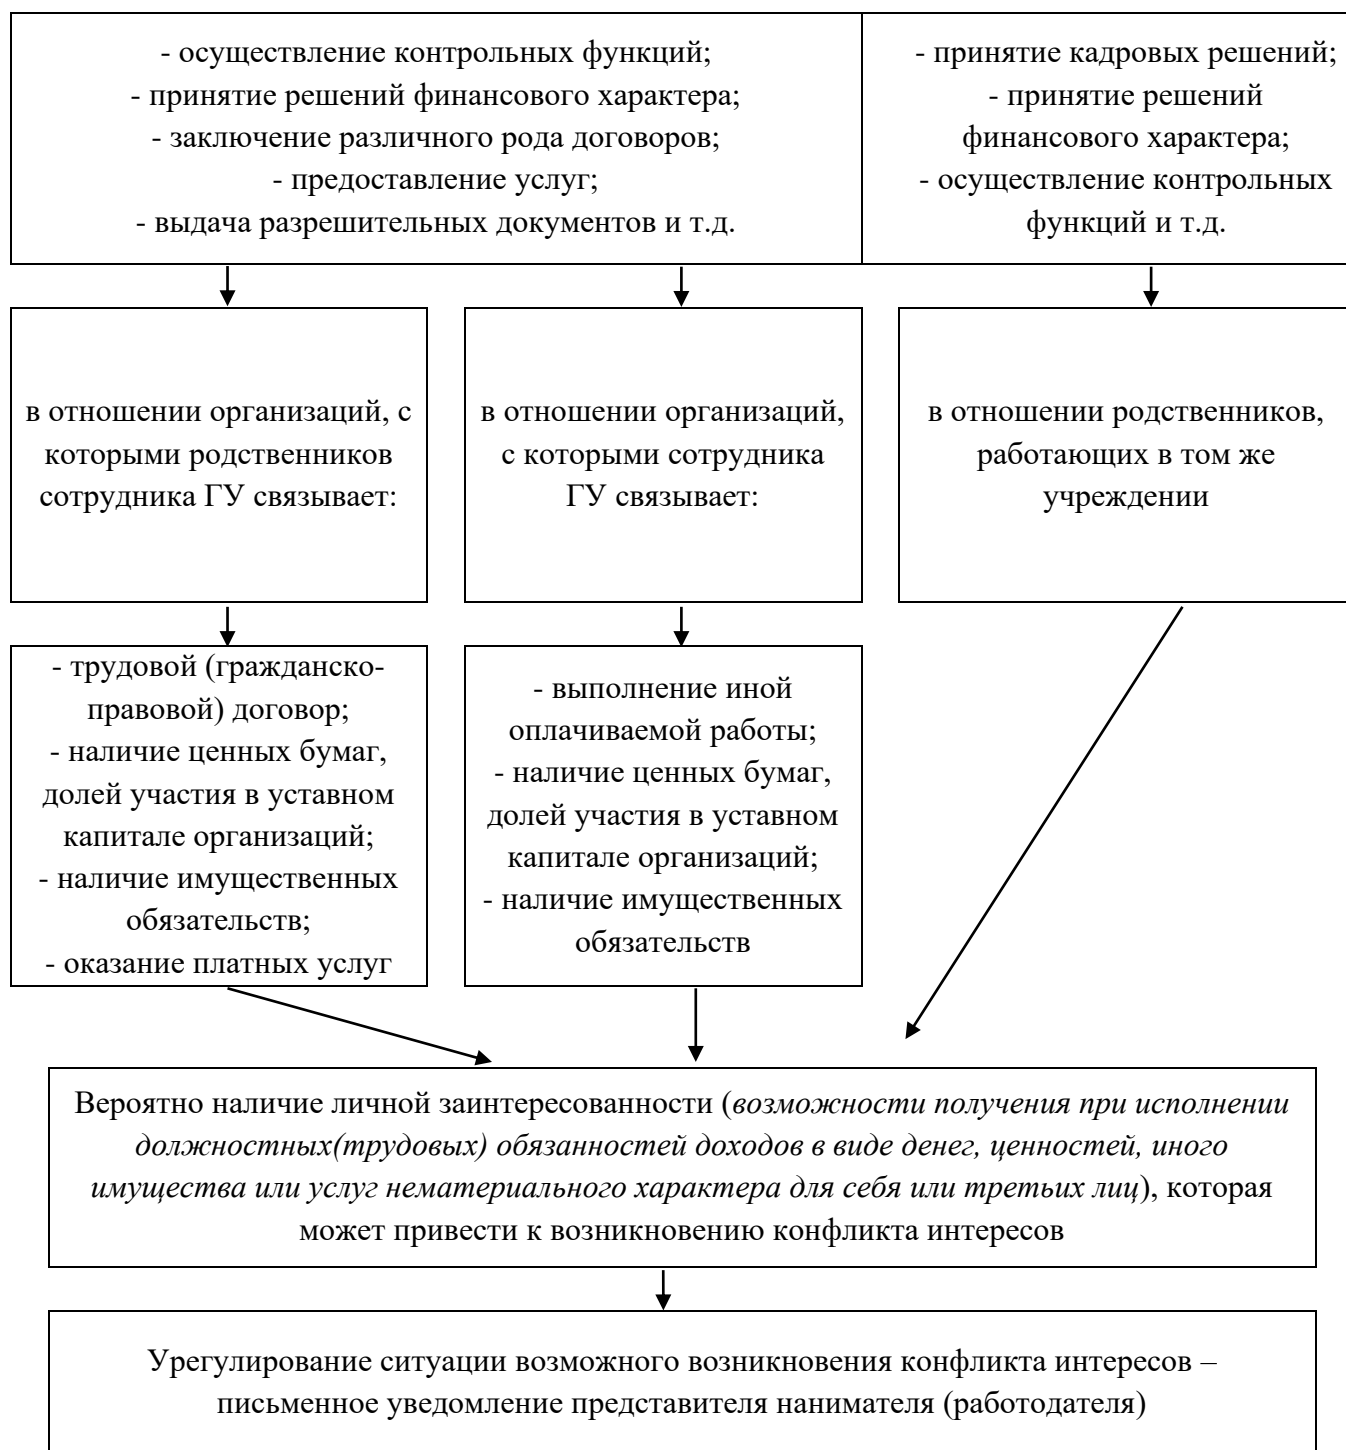 - осуществление контрольных функций;
- принятие решений финансового характера;
- заключение различного рода договоров;
- предоставление услуг;
- выдача разрешительных документов и т.д.
- принятие кадровых решений;
- принятие решений
финансового характера;
- осуществление контрольных
функций и т.д.
в отношении организаций, с
которыми родственников
сотрудника ГУ связывает:
в отношении организаций,
с которыми сотрудника
ГУ связывает:
в отношении родственников,
работающих в том же
учреждении
- трудовой (гражданско-
правовой) договор;
- наличие ценных бумаг,
долей участия в уставном
капитале организаций;
- наличие имущественных
обязательств;
- оказание платных услуг
- выполнение иной
оплачиваемой работы;
- наличие ценных бумаг,
долей участия в уставном
капитале организаций;
- наличие имущественных
обязательств
Вероятно наличие личной заинтересованности (возможности получения при исполнении
должностных(трудовых) обязанностей доходов в виде денег, ценностей, иного
имущества или услуг нематериального характера для себя или третьих лиц), которая
может привести к возникновению конфликта интересов
Урегулирование ситуации возможного возникновения конфликта интересов –
письменное уведомление представителя нанимателя (работодателя)